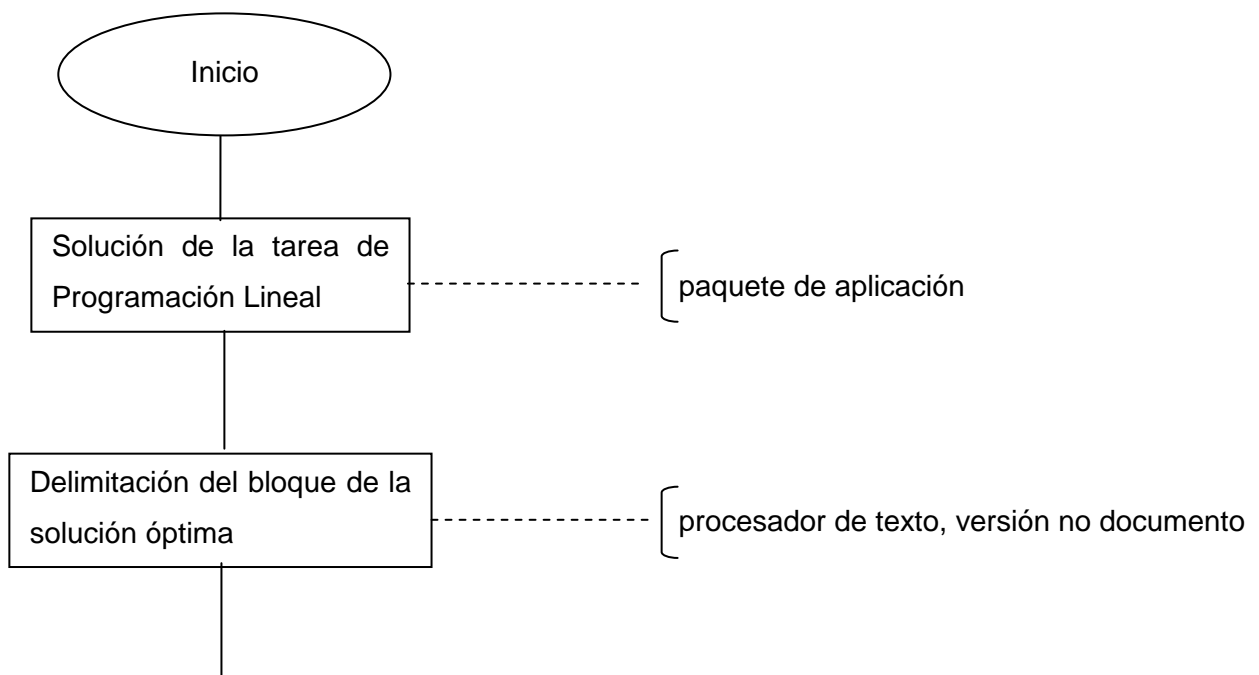 Inicio
Solución de la tarea de
Programación Lineal
paquete de aplicación
Delimitación del bloque de la
solución óptima
procesador de texto, versión no documento